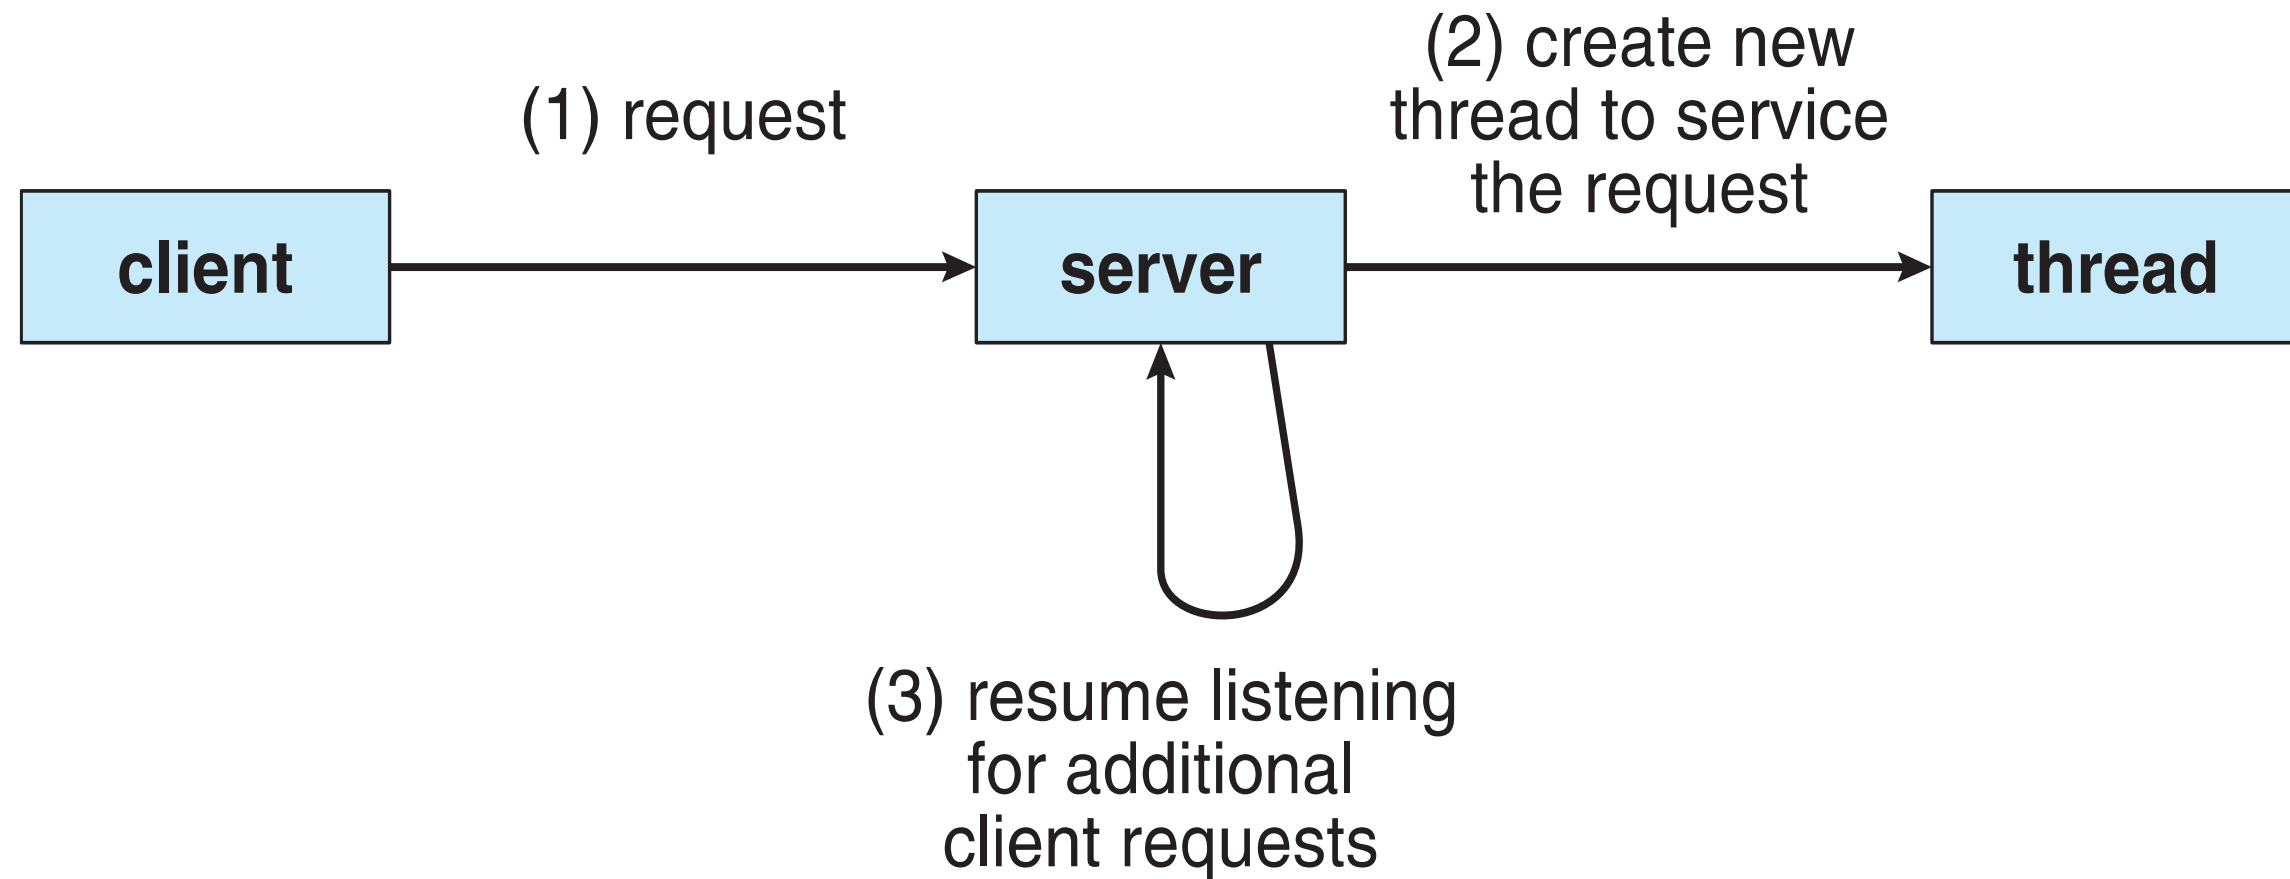 (1) request
(2) create new
thread to service
the request
client
server
thread
(3) resume listening
for additional
client requests